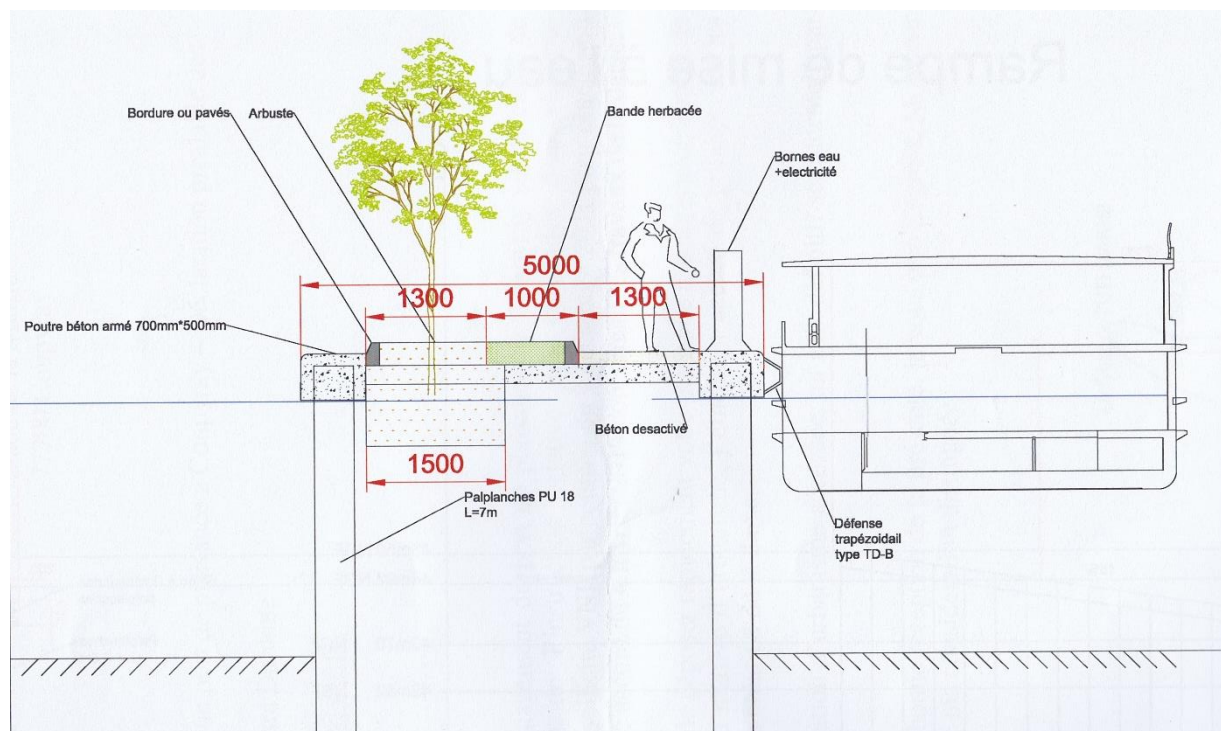 Bordure ou pavés
Arbuste
Bande herbacée
Bornes eau
+electricité
5000
1300
1000
1300
Poutre béton armé 700mm*500mm
Béton desactivé
1500
Palplanches PU 18
L=7m
Défense
trapézoidail
type TD-B
Rampe de mise à l'eau